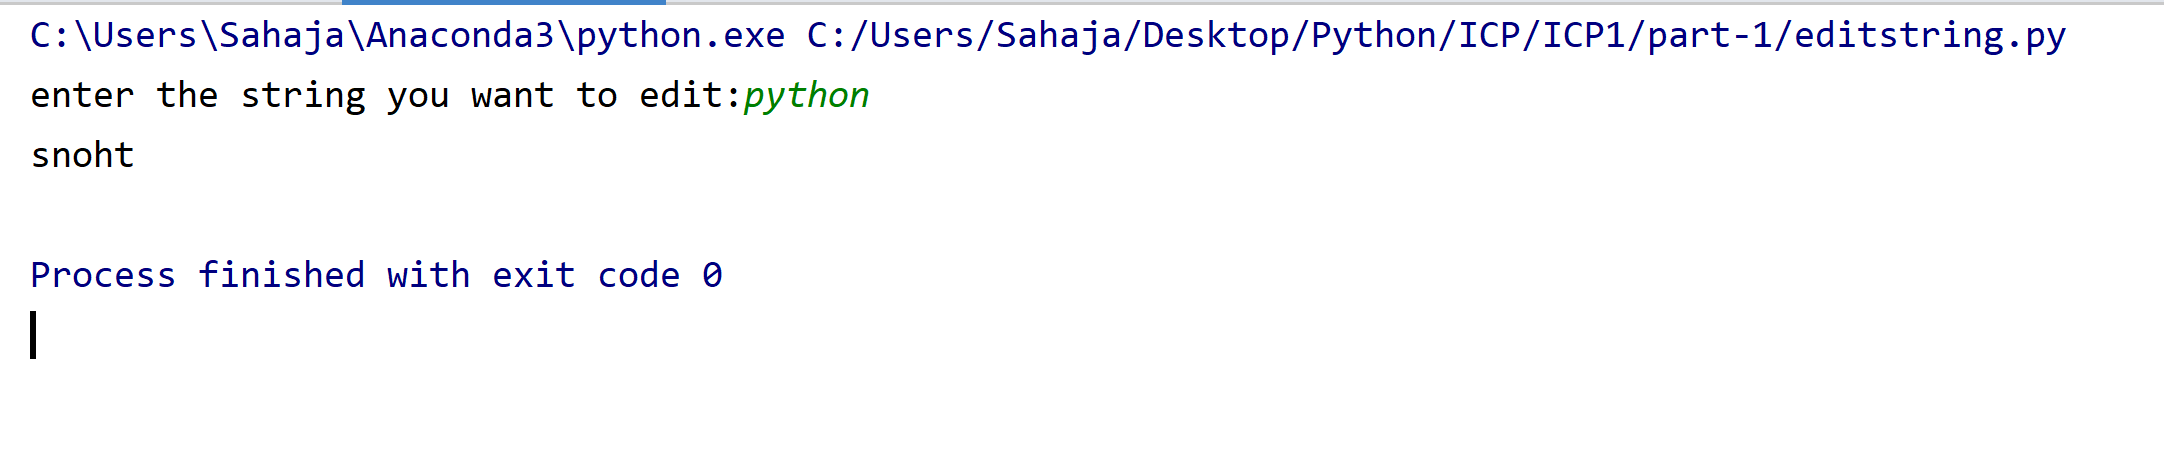 C:\Users\Sahaja\Anaconda3\python.exe C:/Users/Sahaja/Desktop/Python/ICP/ICP1/part-1/editstring.py
enter the string you want to edit:python
snoht
Process finished with exit code 0